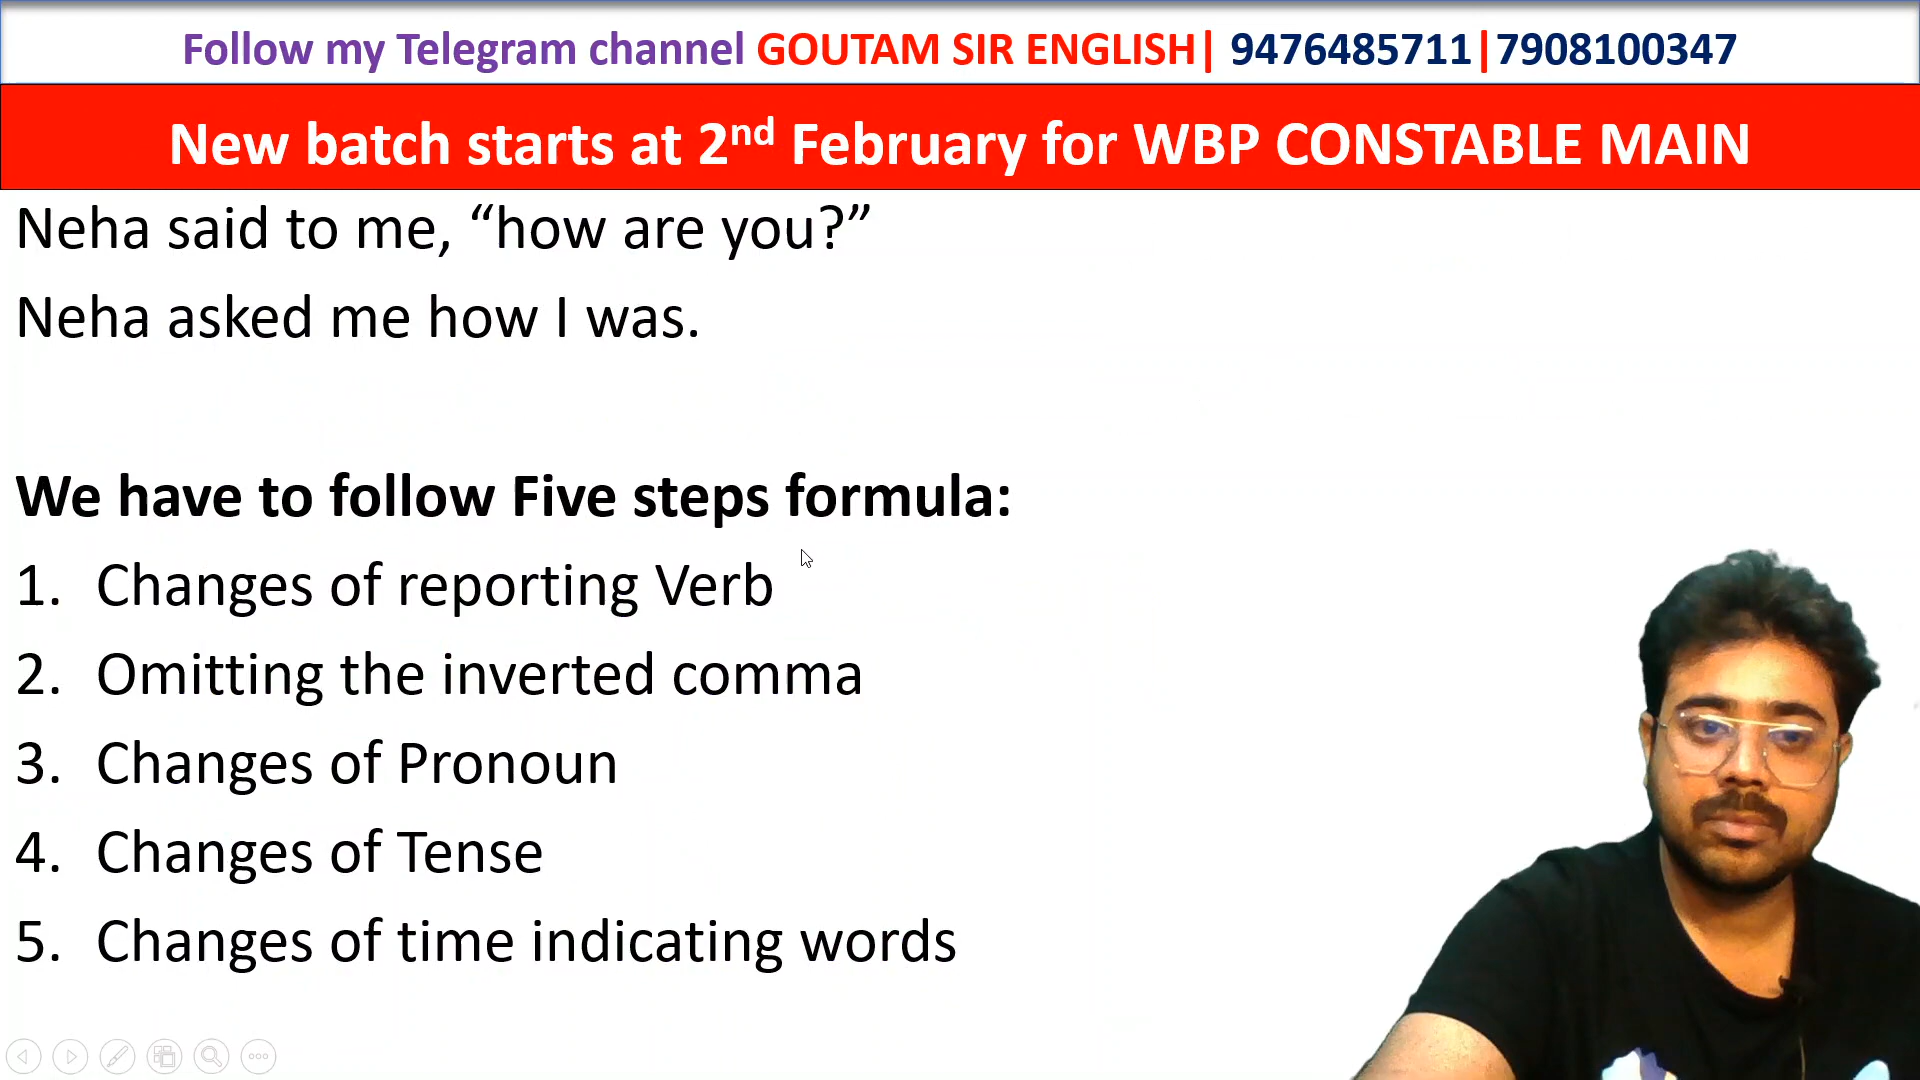 Follow my Telegram channel GOUTAM SIR ENGLISH| 9476485711|7908100347
New batch starts at 2nd February for WBP CONSTABLE MAIN
Neha said to me, “how are you?”
Neha asked me how I was.
We have to follow Five steps formula:
1. Changes of reporting Verb
2. Omitting the inverted comma
3. Changes of Pronoun
4. Changes of Tense
5. Changes of time indicating words